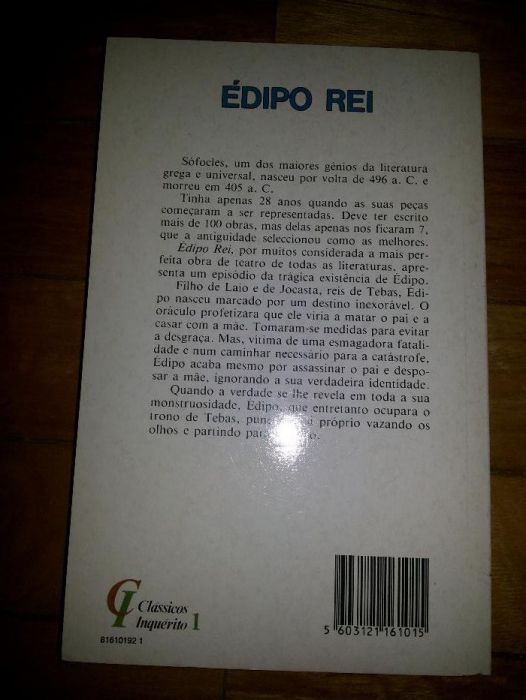 ÉDIPO REI
Sófocles, um dos maiores génios da literatura
grega e universal, nasceu por volta de 496 a. C. e
morreu em 405 a. C.
Tinha apenas 28 anos quando as suas peças
começaram a ser representadas. Deve ter escrito
mais de 100 obras, mas delas apenas nos ficaram 7,
que a antiguidade seleccionou como as melhores.
Édipo Rei, por muitos considerada a mais per-
feita obra de teatro de todas as literaturas, apre-
senta um episódio da trágica existência de Édipo.
Filho de Laio e de Jocasta, reis de Tebas, Édi-
po nasceu marcado por um destino inexorável. O
oráculo profetizara que ele viria a matar o pai e a
casar com a mãe. Tomaram-se medidas para evitar
a desgraça. Mas, vítima de uma esmagadora fatali-
dade e num caminhar necessário para a catástrofe,
Édipo acaba mesmo por assassinar o pai e despo-
sar a mãe, ignorando a sua verdadeira identidade.
Quando a verdade se lhe revela em toda a sua
monstruosidade, Édipo, que entretanto ocupara o
trono de Tebas, próprio vazando os
olhos e partindo
CI Clássicos
Inquérito 1
61610192 1
5 603121 161015